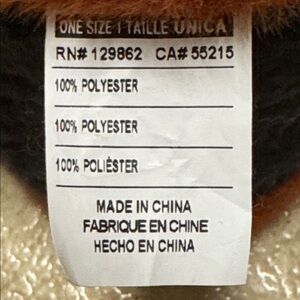 ONE SIZE / TAILLE UNICA
RN# 129862 CA# 55215
100% POLYESTER
100% POLYESTER
100% POLIÈSTER
MADE IN CHINA
FABRIQUE EN CHINE
HECHO EN CHINA